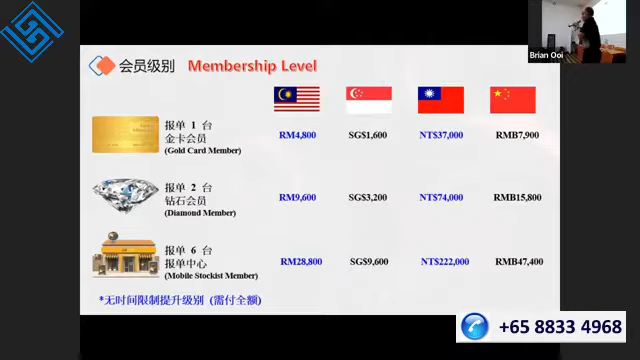 会员级别 Membership Level
报单 1 台
金卡会员
(Gold Card Member)
RM4,800 SG$1,600 NT$37,000 RMB7,900
报单 2 台
钻石会员
(Diamond Member)
RM9,600 SG$3,200 NT$74,000 RMB15,800
报单 6 台
报单中心
(Mobile Stockist Member)
RM28,800 SG$9,600 NT$222,000 RMB47,400
*无时间限制提升级别 (需付全额)
Brian Ooi
+65 8833 4968